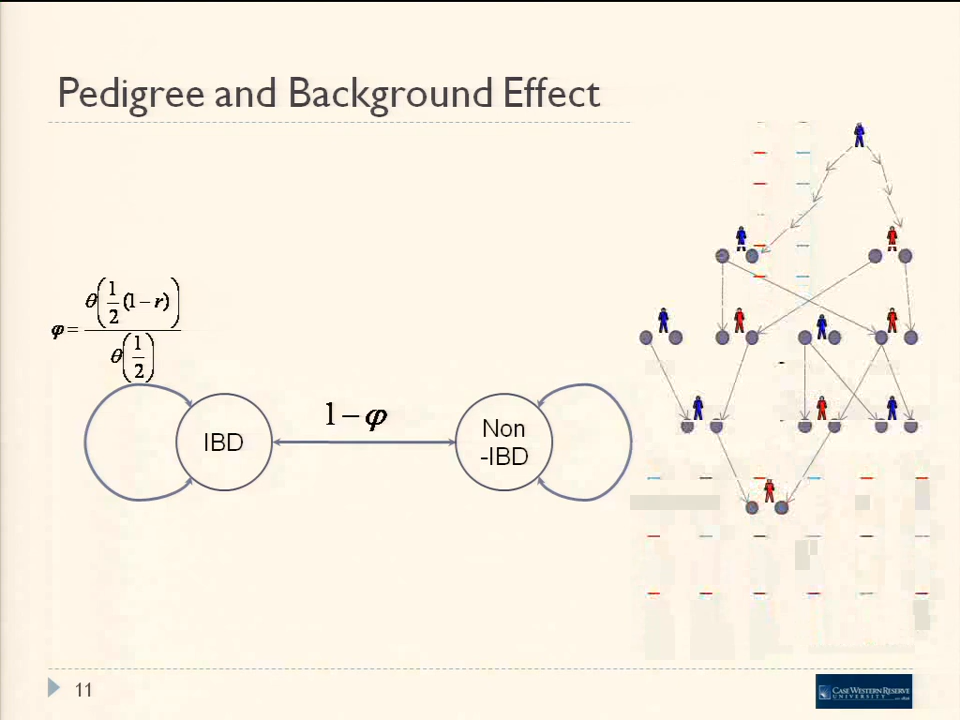 Pedigree and Background Effect
φ = θ(1/2 (1 − r)) / θ(1/2)
1 − φ
IBD
Non
-IBD
11
CASE WESTERN RESERVE
UNIVERSITY